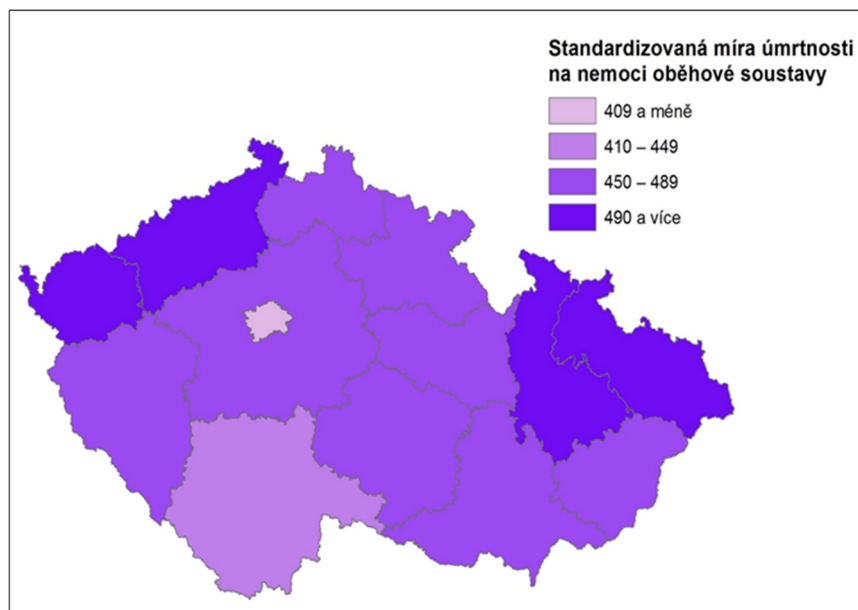 Standardizovaná míra úmrtnosti
na nemoci oběhové soustavy
409 a méně
410 – 449
450 – 489
490 a více